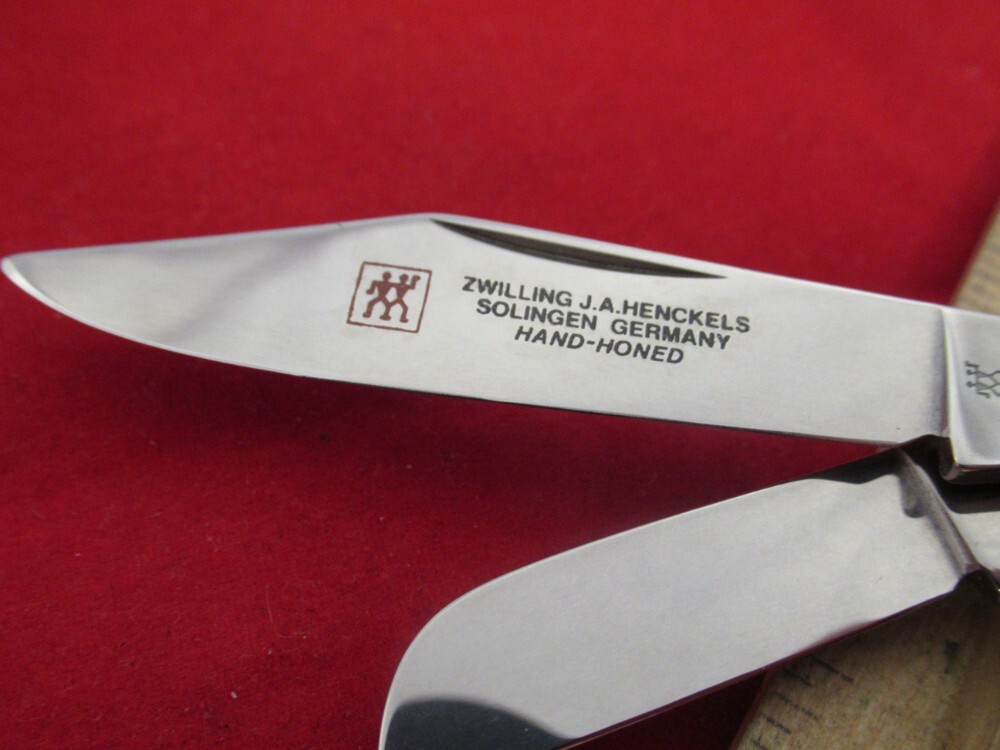 ZWILLING J.A.HENCKELS
SOLINGEN GERMANY
HAND-HONED